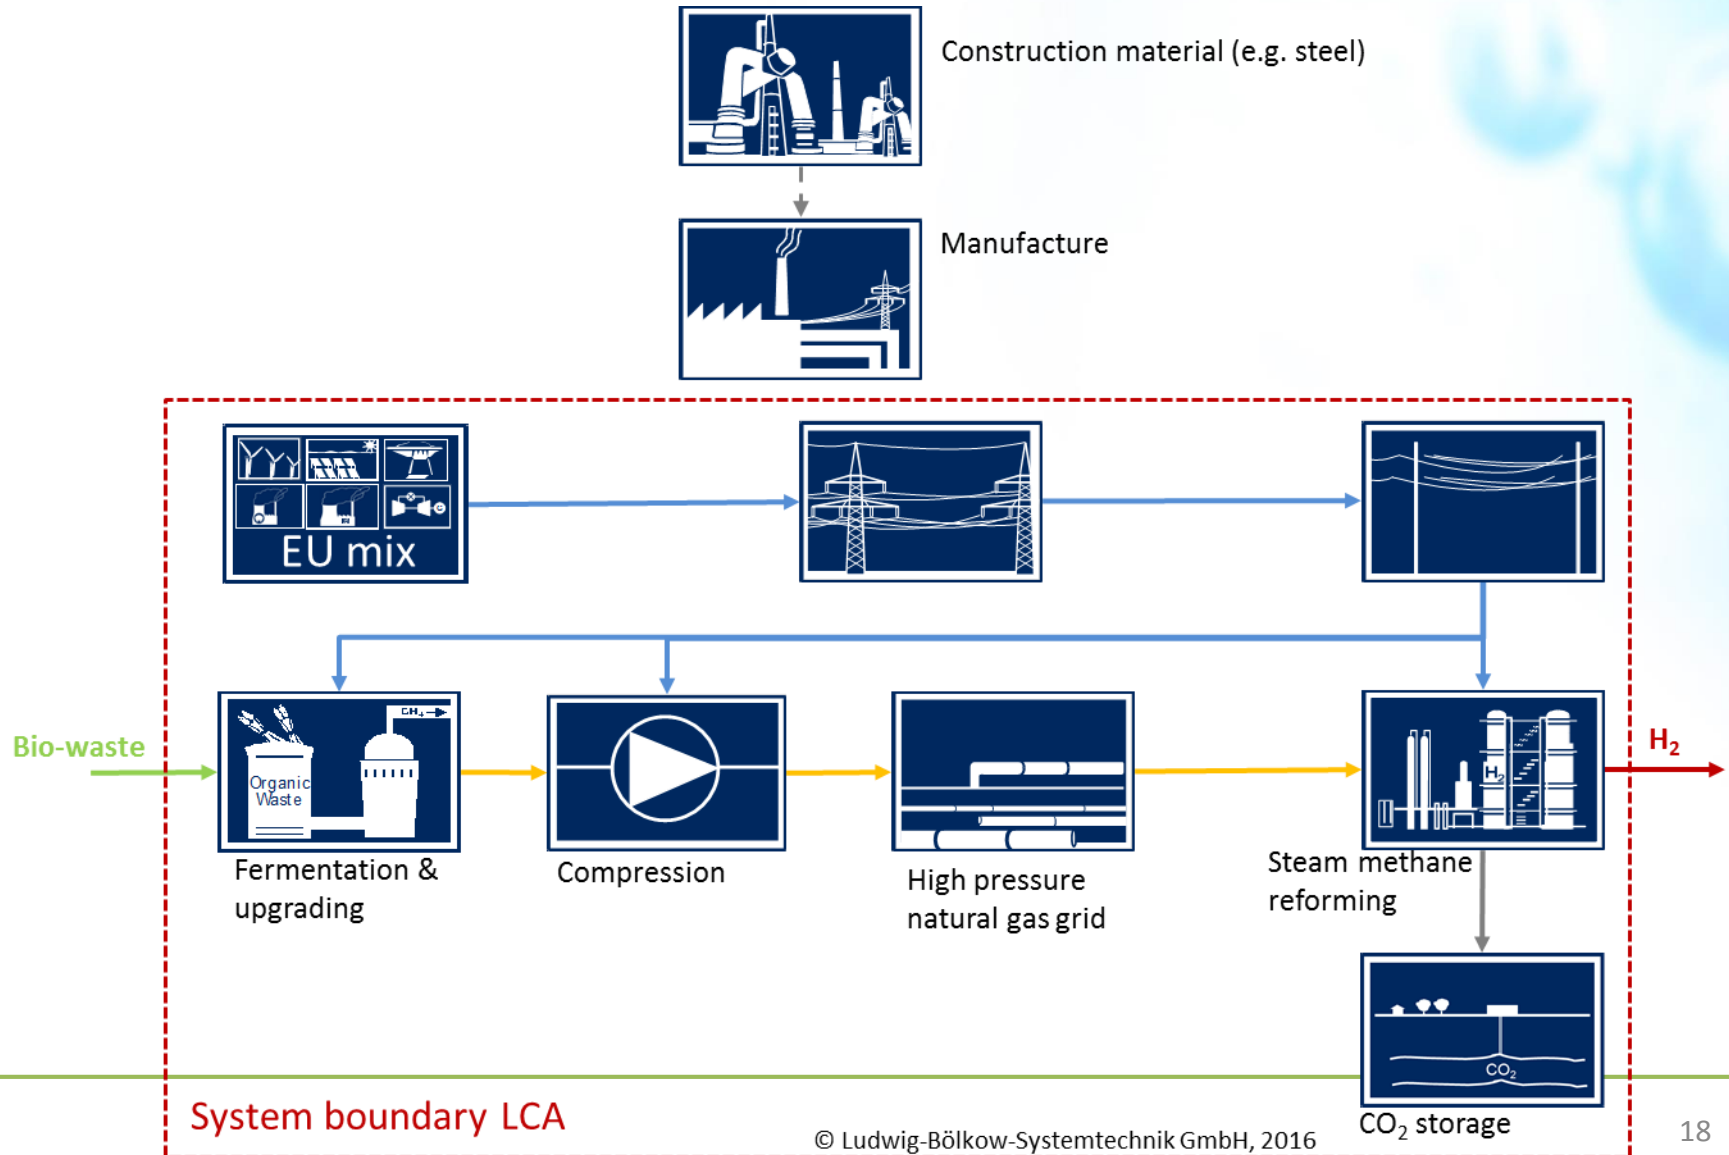 Construction material (e.g. steel)
Manufacture
EU mix
Bio-waste
CH₄
Organic
Waste
H₂
H₂
Fermentation &
upgrading
Compression
High pressure
natural gas grid
Steam methane
reforming
CO₂
CO₂ storage
System boundary LCA
© Ludwig-Bölkow-Systemtechnik GmbH, 2016
18